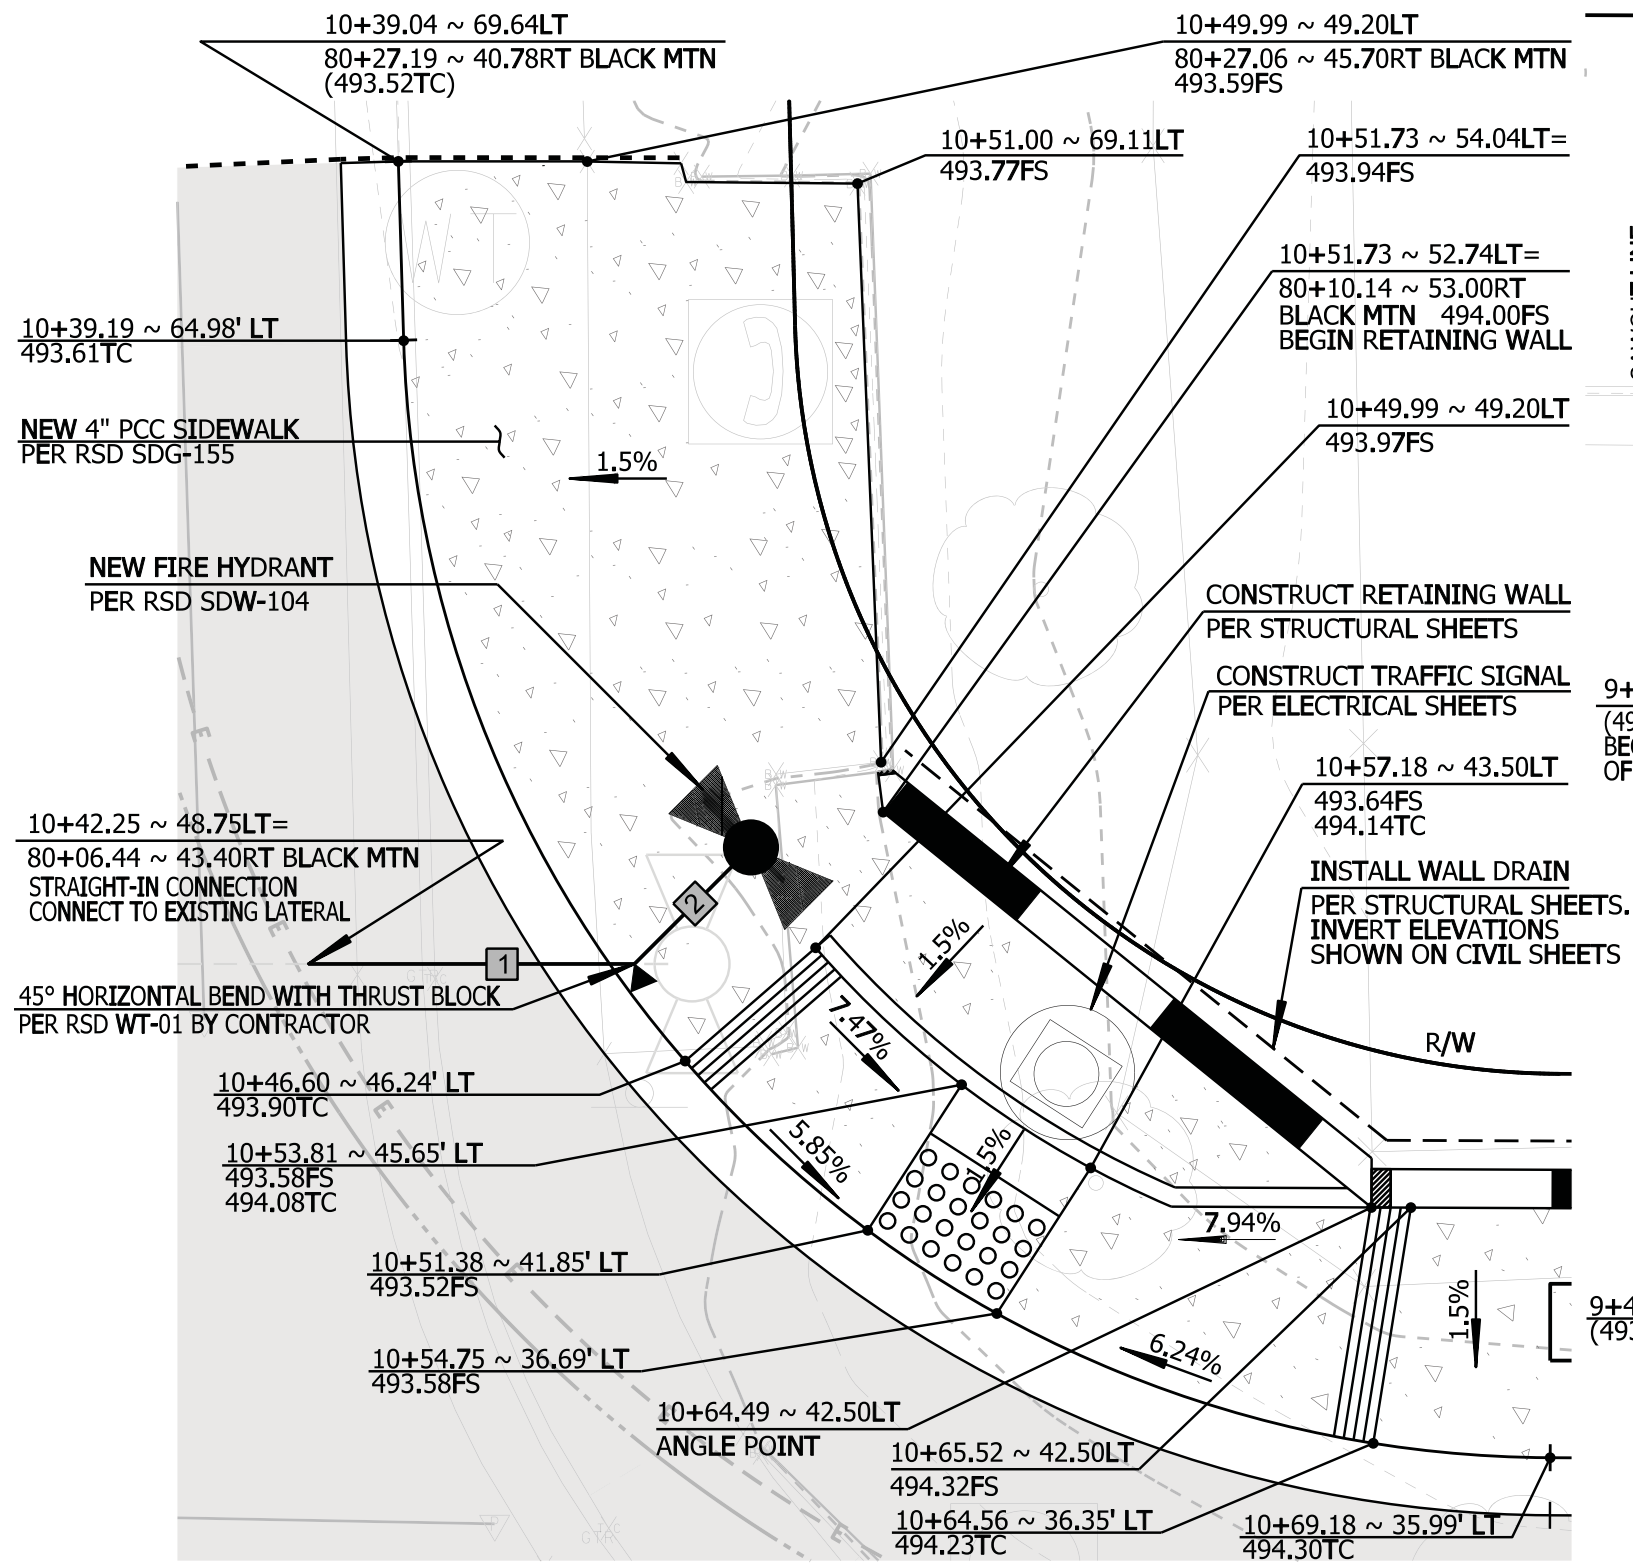 10+39.04 ~ 69.64LT
80+27.19 ~ 40.78RT BLACK MTN
(493.52TC)
10+49.99 ~ 49.20LT
80+27.06 ~ 45.70RT BLACK MTN
493.59FS
10+51.00 ~ 69.11LT
493.77FS
10+51.73 ~ 54.04LT=
493.94FS
10+51.73 ~ 52.74LT=
80+10.14 ~ 53.00RT
BLACK MTN 494.00FS
BEGIN RETAINING WALL
10+39.19 ~ 64.98' LT
493.61TC
10+49.99 ~ 49.20LT
493.97FS
NEW 4" PCC SIDEWALK
PER RSD SDG-155
1.5%
WT
NEW FIRE HYDRANT
PER RSD SDW-104
CONSTRUCT RETAINING WALL
PER STRUCTURAL SHEETS
CONSTRUCT TRAFFIC SIGNAL
PER ELECTRICAL SHEETS
9+
(49
BEG
OF
10+57.18 ~ 43.50LT
493.64FS
494.14TC
10+42.25 ~ 48.75LT=
80+06.44 ~ 43.40RT BLACK MTN
STRAIGHT-IN CONNECTION
CONNECT TO EXISTING LATERAL
INSTALL WALL DRAIN
PER STRUCTURAL SHEETS.
INVERT ELEVATIONS
SHOWN ON CIVIL SHEETS
2
1
1.5%
45° HORIZONTAL BEND WITH THRUST BLOCK
PER RSD WT-01 BY CONTRACTOR
7.47%
R/W
10+46.60 ~ 46.24' LT
493.90TC
10+53.81 ~ 45.65' LT
493.58FS
494.08TC
5.85%
1.5%
7.94%
10+51.38 ~ 41.85' LT
493.52FS
10+54.75 ~ 36.69' LT
493.58FS
6.24%
1.5%
9+4
(493
10+64.49 ~ 42.50LT
ANGLE POINT
10+65.52 ~ 42.50LT
494.32FS
10+64.56 ~ 36.35' LT
494.23TC
10+69.18 ~ 35.99' LT
494.30TC
E
E
E
E
E
E